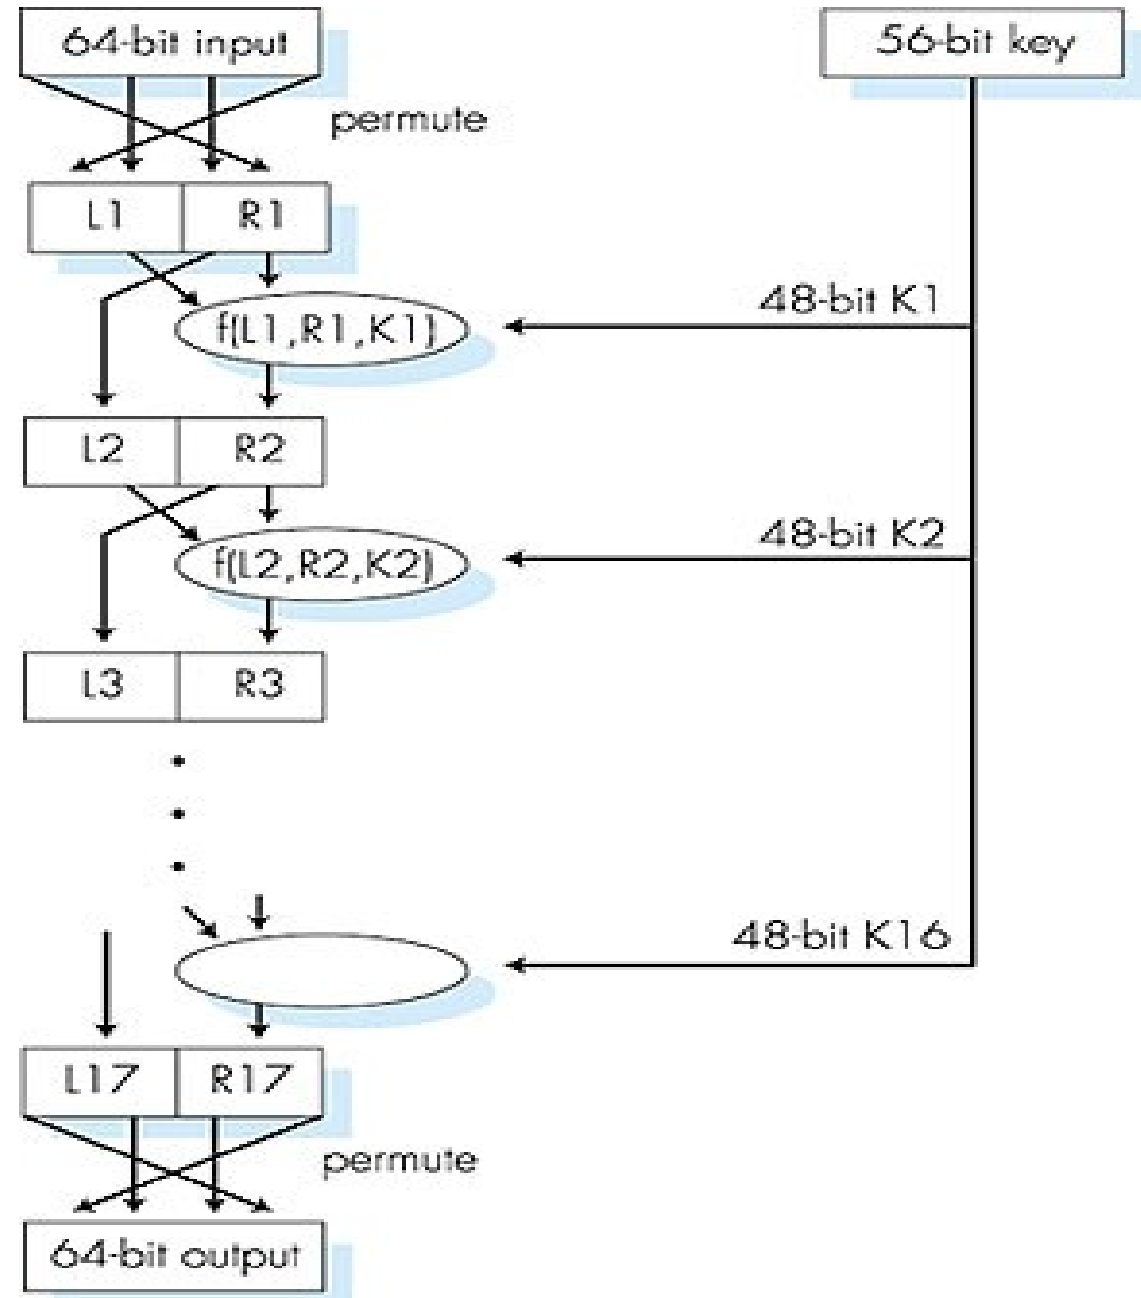 64-bit input
56-bit key
permute
L1 R1
48-bit K1
f(L1,R1,K1)
L2 R2
48-bit K2
f(L2,R2,K2)
L3 R3
48-bit K16
L17 R17
permute
64-bit output